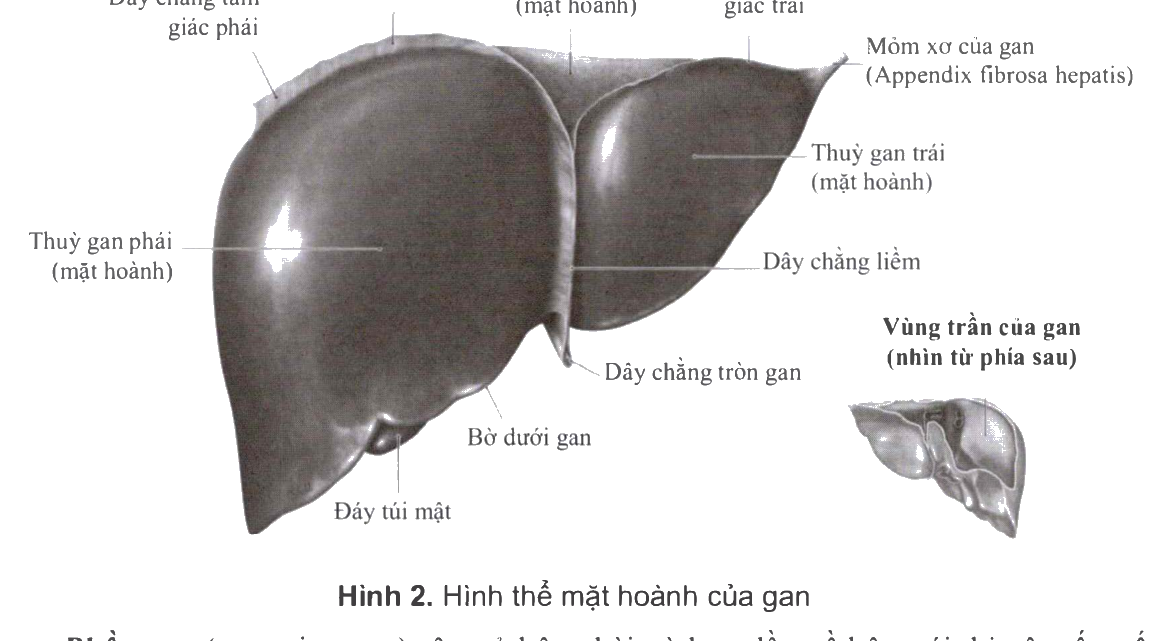 Dây chằng tam
(mặt hoành)
giác trái
giác phải
Mỏm xơ của gan
(Appendix fibrosa hepatis)
Thuỳ gan trái
(mặt hoành)
Thuỳ gan phải
(mặt hoành)
Dây chằng liềm
Vùng trần của gan
(nhìn từ phía sau)
Dây chằng tròn gan
Bờ dưới gan
Đáy túi mật
Hình 2. Hình thể mặt hoành của gan